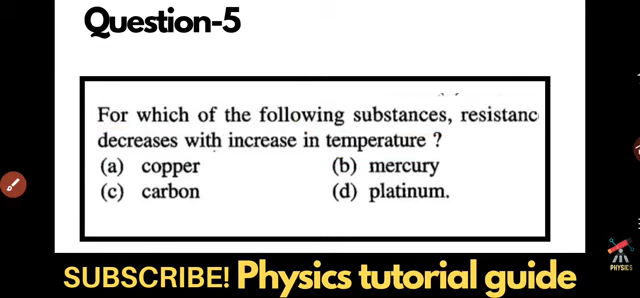 Question-5
For which of the following substances, resistanc
decreases with increase in temperature ?
(a) copper (b) mercury
(c) carbon (d) platinum.
PHYSICS
SUBSCRIBE! Physics tutorial guide